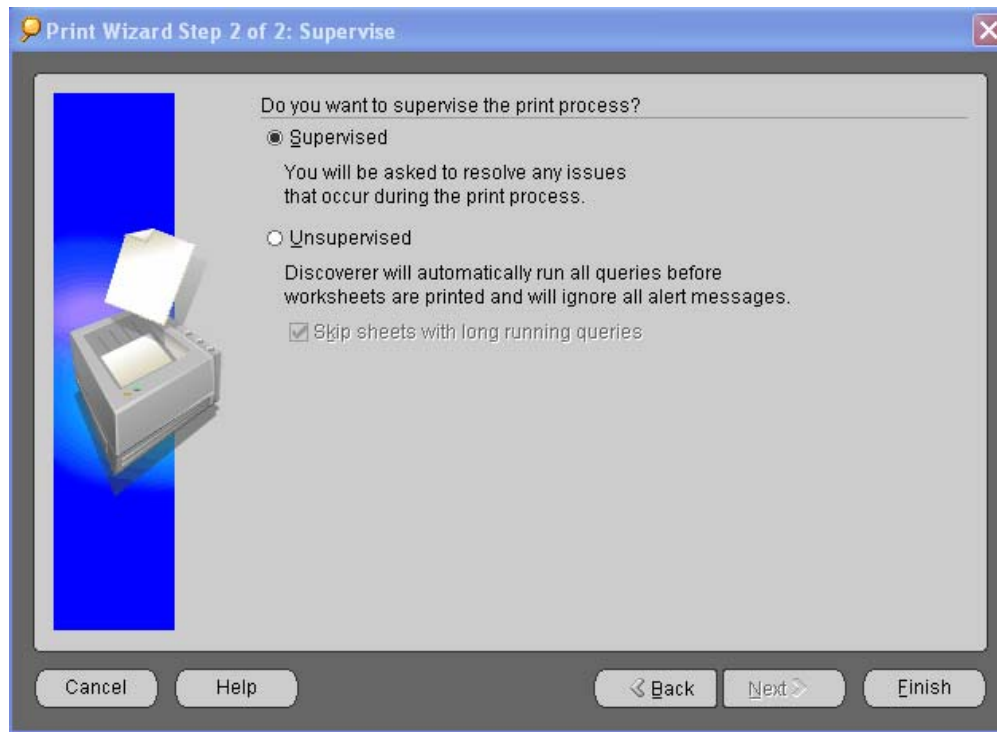 Print Wizard Step 2 of 2: Supervise
Do you want to supervise the print process?
Supervised
You will be asked to resolve any issues
that occur during the print process.
Unsupervised
Discoverer will automatically run all queries before
worksheets are printed and will ignore all alert messages.
Skip sheets with long running queries
Cancel
Help
Back
Next
Finish